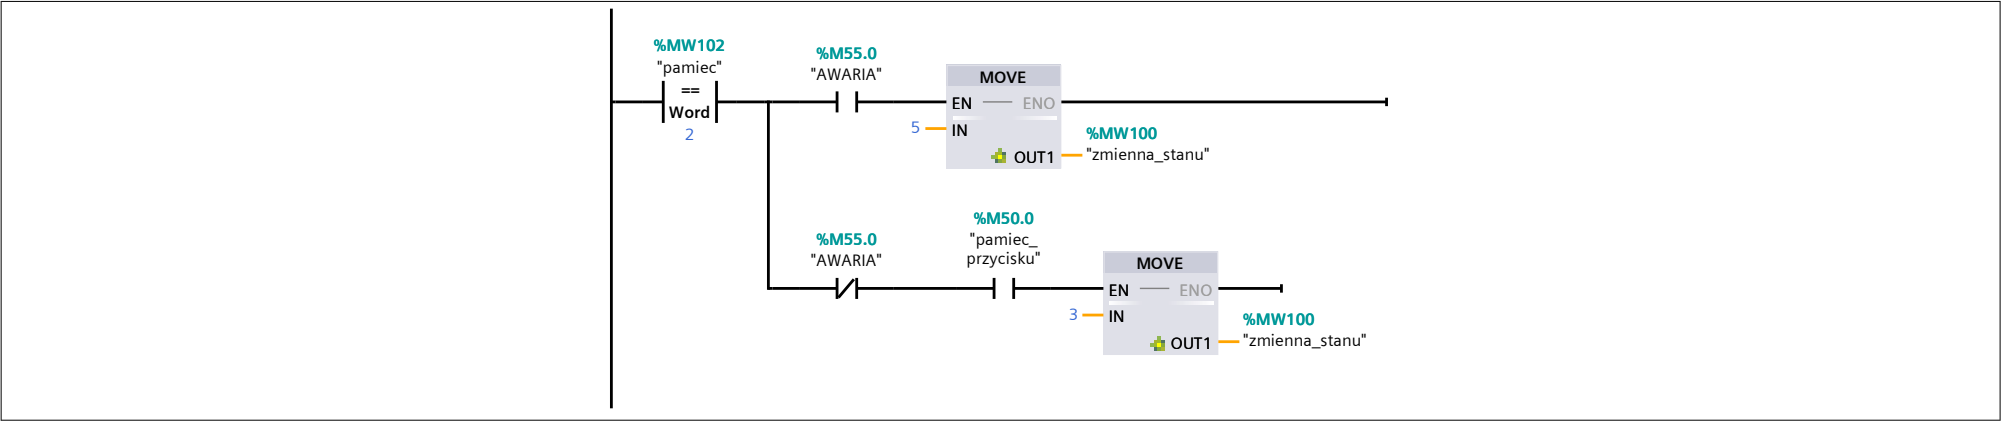 %MW102
"pamiec"
==
Word
2
%M55.0
"AWARIA"
MOVE
EN
ENO
5
IN
OUT1
%MW100
"zmienna_stanu"
%M55.0
"AWARIA"
%M50.0
"pamiec_
przycisku"
MOVE
EN
ENO
3
IN
OUT1
%MW100
"zmienna_stanu"